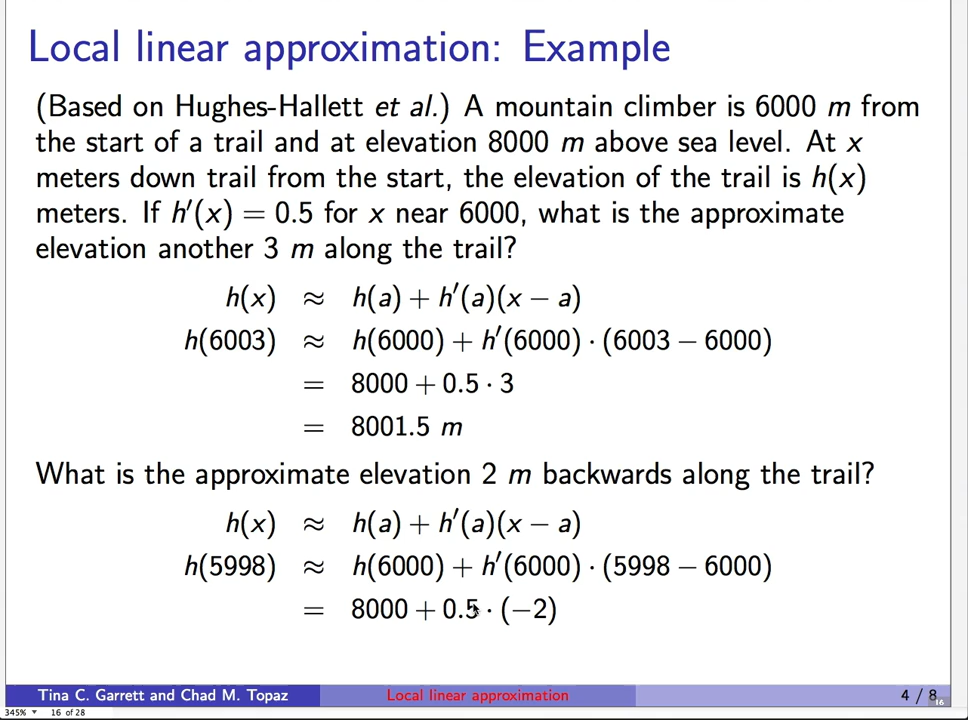 Local linear approximation: Example
(Based on Hughes-Hallett et al.) A mountain climber is 6000 m from
the start of a trail and at elevation 8000 m above sea level. At x
meters down trail from the start, the elevation of the trail is h(x)
meters. If h′(x) = 0.5 for x near 6000, what is the approximate
elevation another 3 m along the trail?
h(x) ≈ h(a) + h′(a)(x − a)
h(6003) ≈ h(6000) + h′(6000) · (6003 − 6000)
= 8000 + 0.5 · 3
= 8001.5 m
What is the approximate elevation 2 m backwards along the trail?
h(x) ≈ h(a) + h′(a)(x − a)
h(5998) ≈ h(6000) + h′(6000) · (5998 − 6000)
= 8000 + 0.5 · (−2)
Tina C. Garrett and Chad M. Topaz Local linear approximation 4 / 8
345% 16 of 28 16